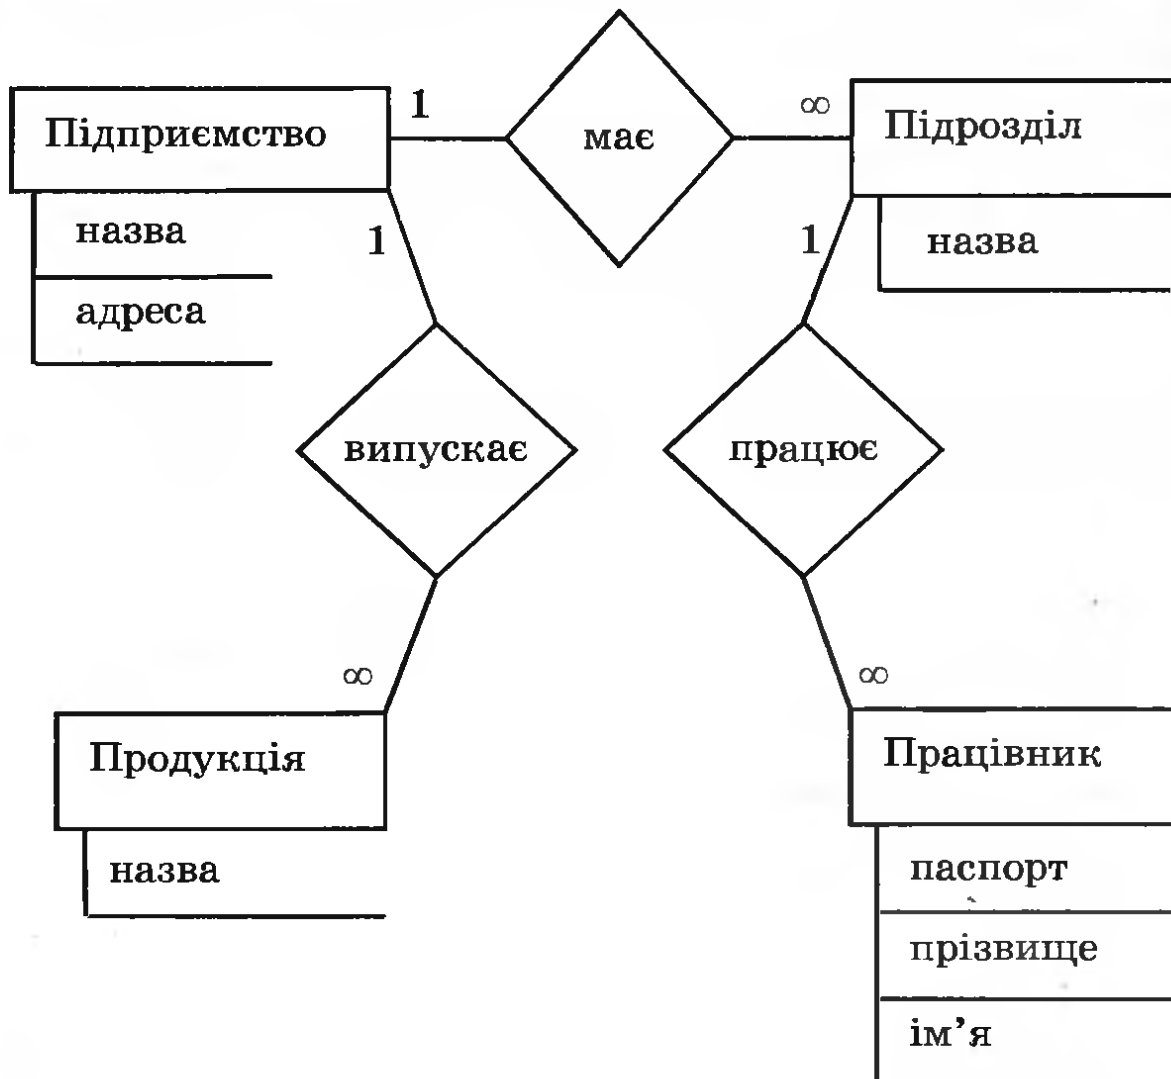 1
∞
Підприємство
має
Підрозділ
назва
1
1
назва
адреса
випускає
працює
∞
∞
Продукція
Працівник
назва
паспорт
прізвище
ім’я